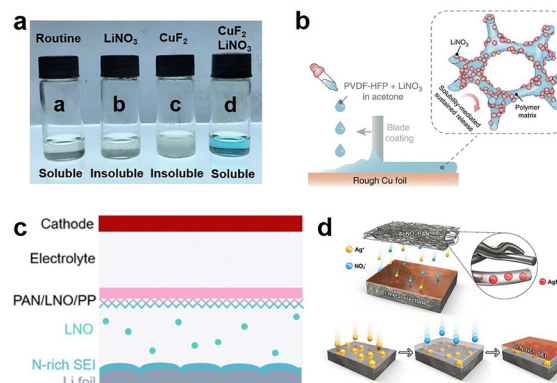 a
Routine
LiNO₃
CuF₂
CuF₂
LiNO₃
a
b
c
d
Soluble
Insoluble
Insoluble
Soluble
b
PVDF-HFP + LiNO₃
in acetone
Blade
coating
Rough Cu foil
LiNO₃
Solubility-mediated
sustained release
Polymer
matrix
c
Cathode
Electrolyte
PAN/LNO/PP
LNO
N-rich SEI
Li foil
d
Ag⁺
NO₃⁻